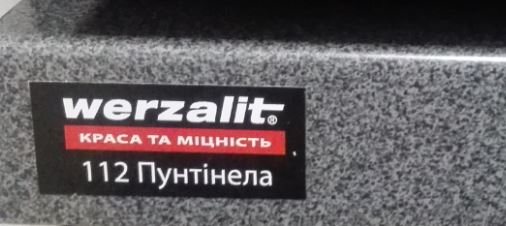 werzalit®
КРАСА ТА МІЦНІСТЬ
112 Пунтінела